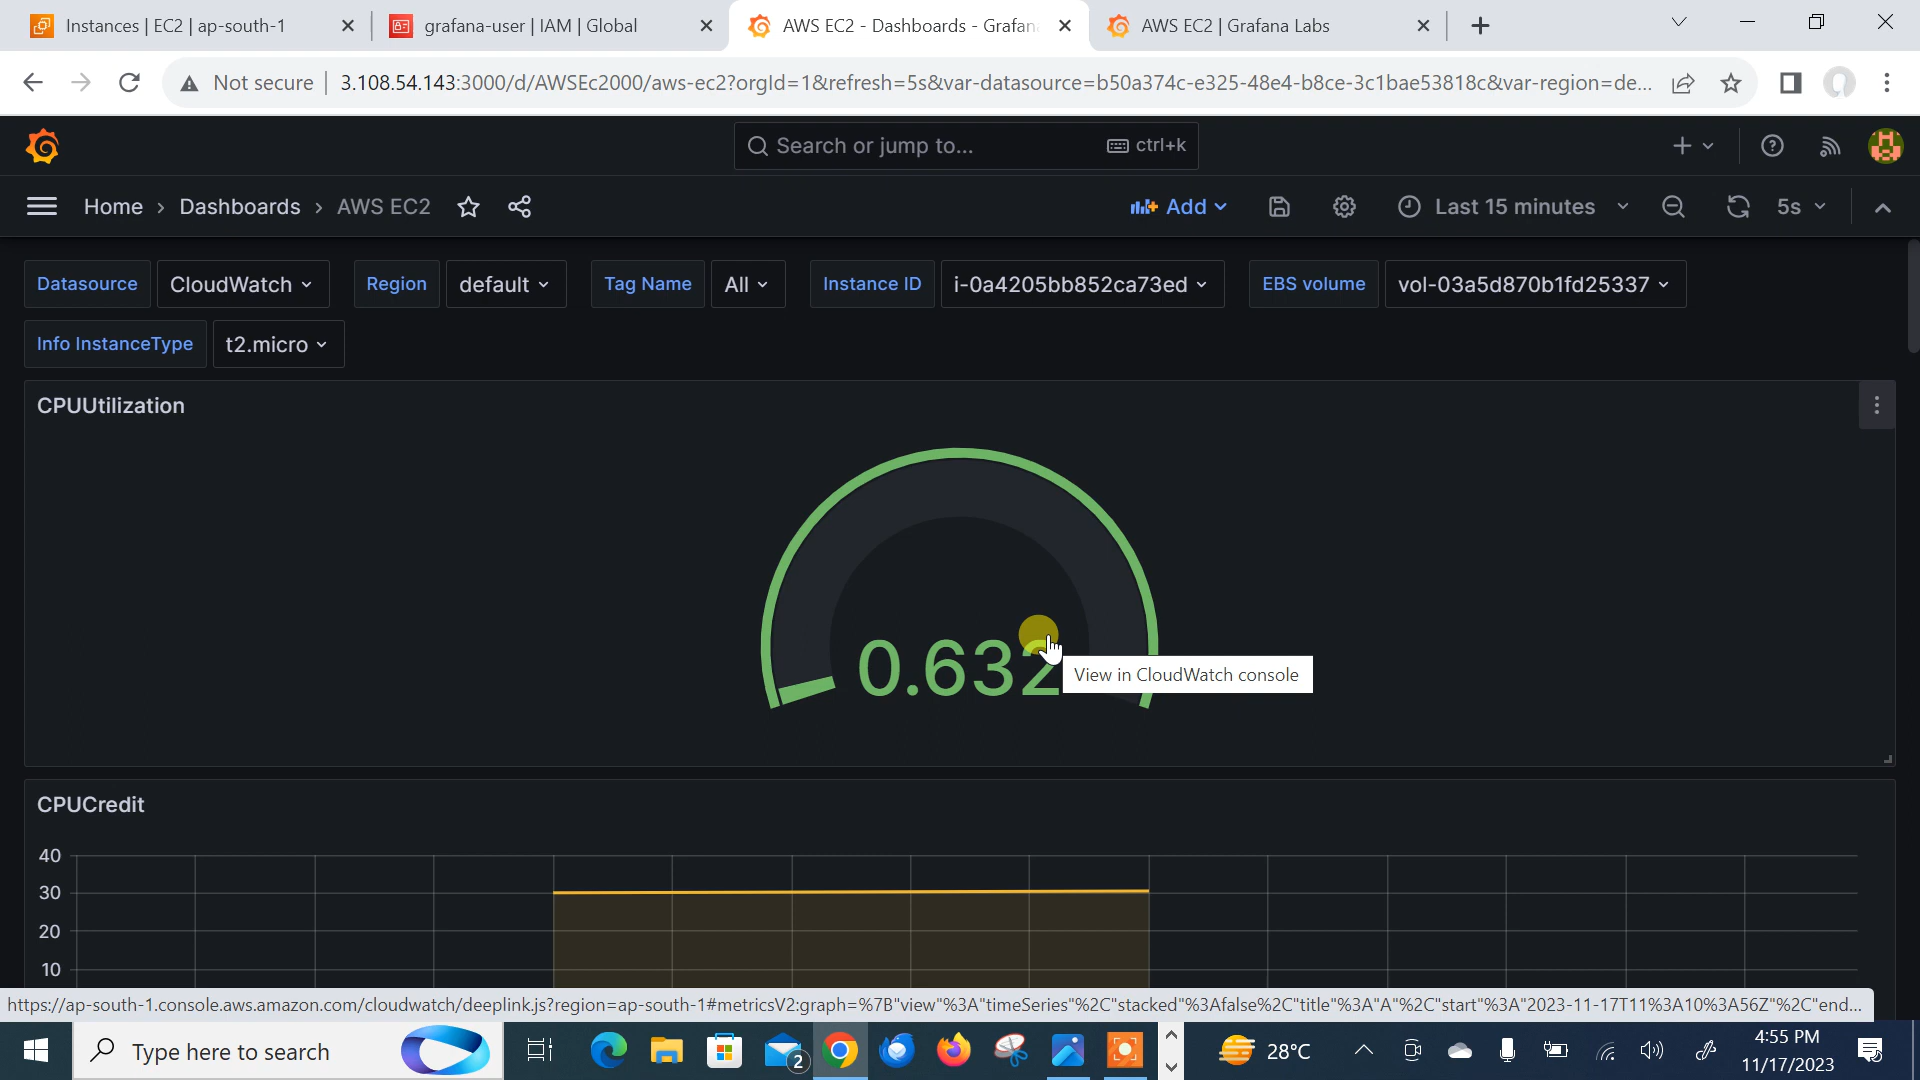 Instances | EC2 | ap-south-1
grafana-user | IAM | Global
AWS EC2 - Dashboards - Grafan
AWS EC2 | Grafana Labs
Not secure
3.108.54.143:3000/d/AWSEc2000/aws-ec2?orgId=1&refresh=5s&var-datasource=b50a374c-e325-48e4-b8ce-3c1bae53818c&var-region=de...
Search or jump to...
ctrl+k
Home › Dashboards › AWS EC2
Add
Last 15 minutes
5s
Datasource
CloudWatch
Region
default
Tag Name
All
Instance ID
i-0a4205bb852ca73ed
EBS volume
vol-03a5d870b1fd25337
Info InstanceType
t2.micro
CPUUtilization
0.632
View in CloudWatch console
CPUCredit
40
30
20
10
https://ap-south-1.console.aws.amazon.com/cloudwatch/deeplink.js?region=ap-south-1#metricsV2:graph=%7B"view"%3A"timeSeries"%2C"stacked"%3Afalse%2C"title"%3A"A"%2C"start"%3A"2023-11-17T11%3A10%3A56Z"%2C"end...
Type here to search
2
28°C
4:55 PM
11/17/2023